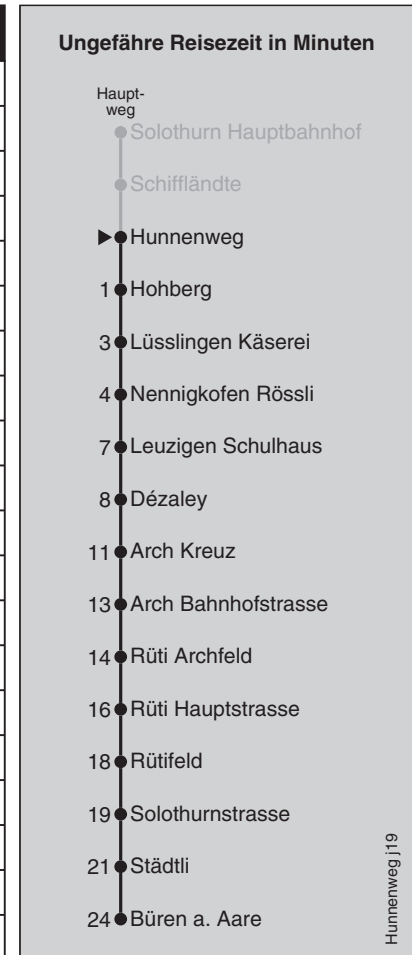 Ungefähre Reisezeit in Minuten
Haupt-
weg
Solothurn Hauptbahnhof
Schiffländte
Hunnenweg
1 Hohberg
3 Lüsslingen Käserei
4 Nennigkofen Rössli
7 Leuzigen Schulhaus
8 Dézaley
11 Arch Kreuz
13 Arch Bahnhofstrasse
14 Rüti Archfeld
16 Rüti Hauptstrasse
18 Rütifeld
19 Solothurnstrasse
21 Städtli
24 Büren a. Aare
Hunnenweg j19